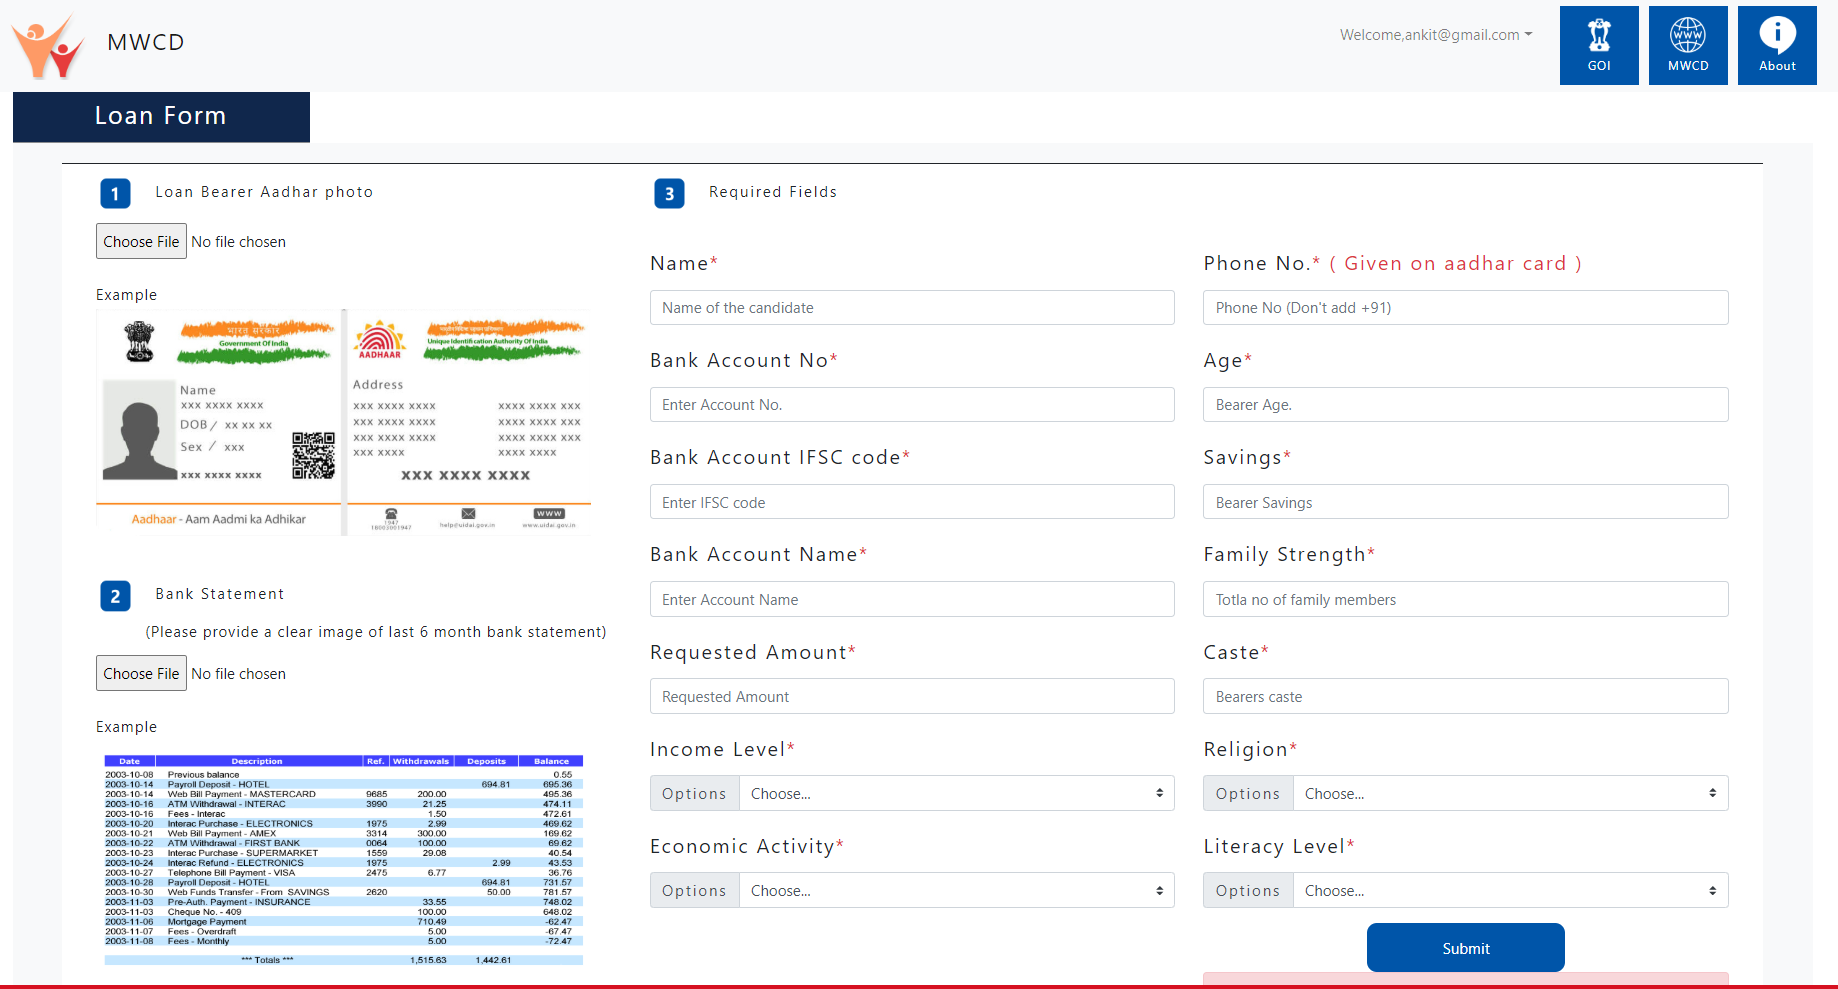 MWCD
Welcome,ankit@gmail.com
GOI
MWCD
About
Loan Form
1 Loan Bearer Aadhar photo
Choose File No file chosen
Example
भारत सरकार
Government Of India
Name
xxx xxxx xxxx
DOB / xx xx xx
Sex / xxx
xxx xxxx xxxx
Aadhaar - Aam Aadmi ka Adhikar
AADHAAR
Unique Identification Authority Of India
Address
xxx xxxx xxxx xxxx xxxx xxx
xxx xxxx xxxx xxxx xxxx xxx
xxx xxxx xxxx xxxx xxxx xxx
xxx xxxx xxxx xxxx
xxx xxxx xxxx
1947
18003001947
help@uidai.gov.in
www
www.uidai.gov.in
2 Bank Statement
(Please provide a clear image of last 6 month bank statement)
Choose File No file chosen
Example
Date Description Ref. Withdrawals Deposits Balance
2003-10-08 Previous balance 0.55
2003-10-14 Payroll Deposit - HOTEL 694.81 695.36
2003-10-14 Web Bill Payment - MASTERCARD 9685 200.00 495.36
2003-10-16 ATM Withdrawal - INTERAC 3990 21.25 474.11
2003-10-16 Fees - Interac 1.50 472.61
2003-10-20 Interac Purchase - ELECTRONICS 1975 2.99 469.62
2003-10-21 Web Bill Payment - AMEX 3314 300.00 169.62
2003-10-22 ATM Withdrawal - FIRST BANK 0064 100.00 69.62
2003-10-23 Interac Purchase - SUPERMARKET 1559 29.08 40.54
2003-10-24 Interac Refund - ELECTRONICS 1975 2.99 43.53
2003-10-27 Telephone Bill Payment - VISA 2475 6.77 36.76
2003-10-28 Payroll Deposit - HOTEL 694.81 731.57
2003-10-30 Web Funds Transfer - From SAVINGS 2620 50.00 781.57
2003-11-03 Pre-Auth. Payment - INSURANCE 33.55 748.02
2003-11-03 Cheque No. - 409 100.00 648.02
2003-11-06 Mortgage Payment 710.49 -62.47
2003-11-07 Fees - Overdraft 5.00 -67.47
2003-11-08 Fees - Monthly 5.00 -72.47
*** Totals *** 1,515.63 1,442.61
3 Required Fields
Name*
Name of the candidate
Phone No.* ( Given on aadhar card )
Phone No (Don't add +91)
Bank Account No*
Enter Account No.
Age*
Bearer Age.
Bank Account IFSC code*
Enter IFSC code
Savings*
Bearer Savings
Bank Account Name*
Enter Account Name
Family Strength*
Totla no of family members
Requested Amount*
Requested Amount
Caste*
Bearers caste
Income Level*
Options Choose...
Religion*
Options Choose...
Economic Activity*
Options Choose...
Literacy Level*
Options Choose...
Submit